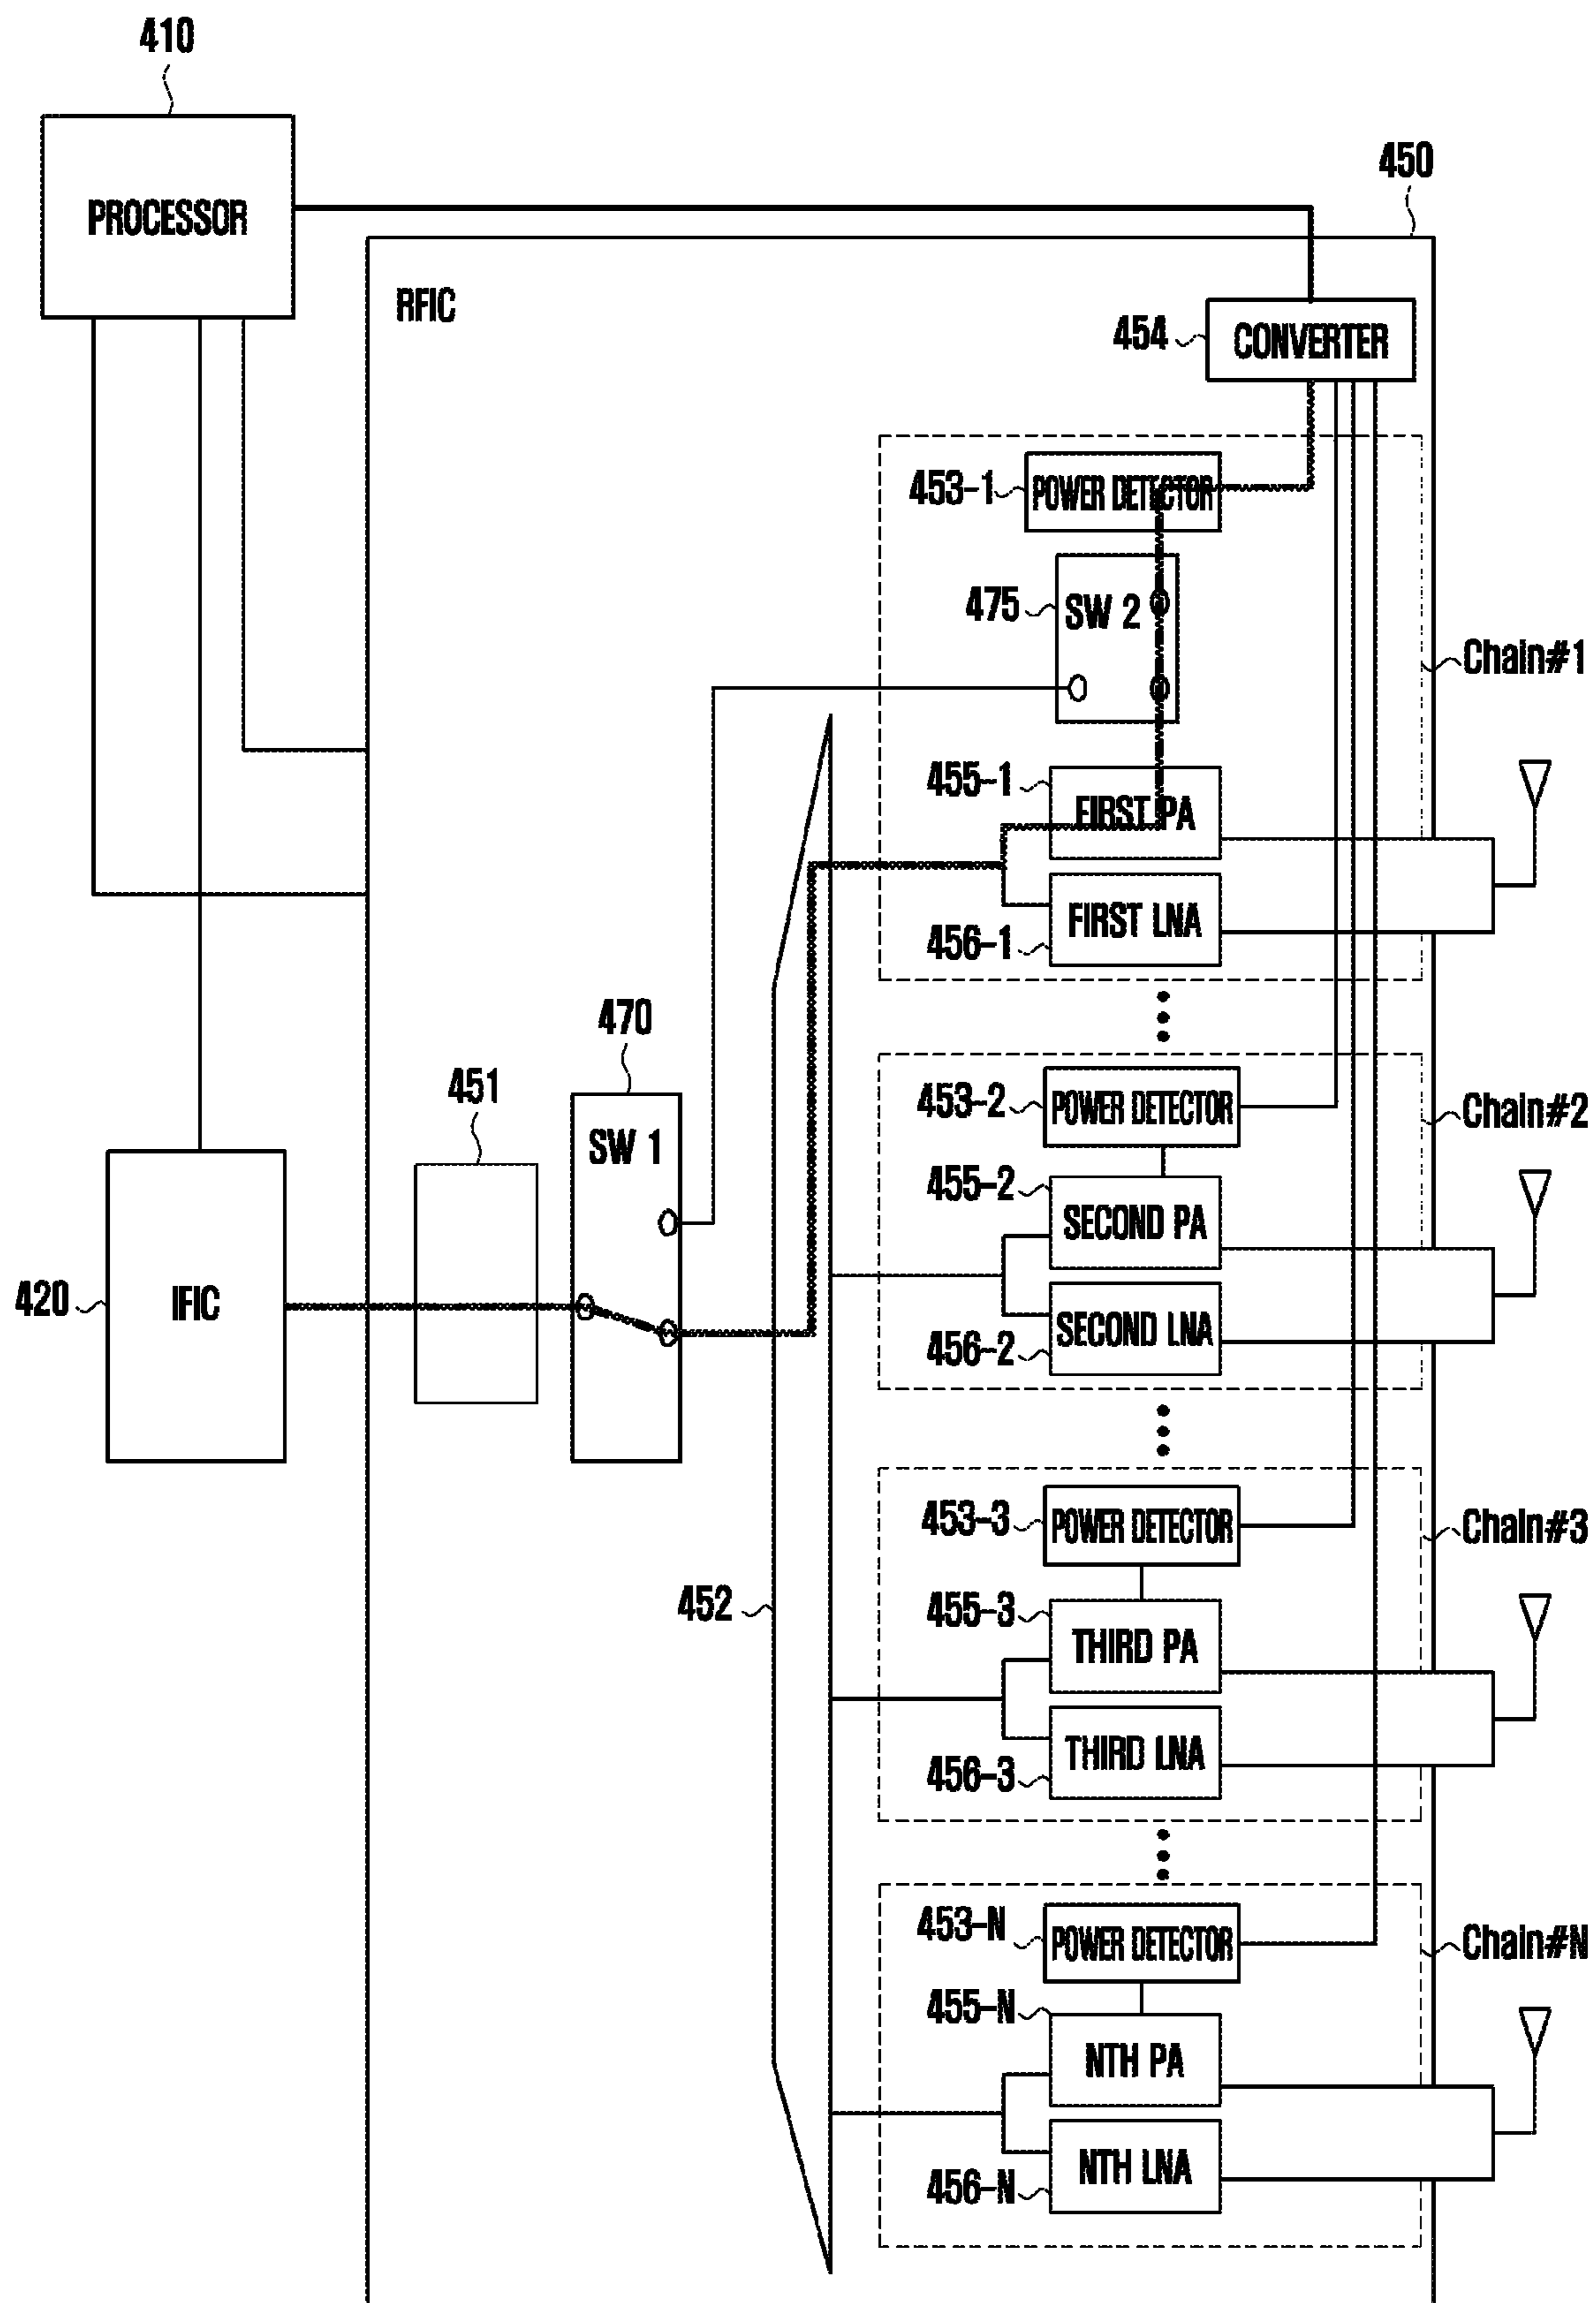 410
PROCESSOR
450
RFIC
454
CONVERTER
453-1
POWER DETECTOR
475
SW 2
Chain#1
455-1
FIRST PA
FIRST LNA
456-1
470
451
SW 1
453-2
POWER DETECTOR
Chain#2
455-2
SECOND PA
420
IFIC
SECOND LNA
456-2
453-3
POWER DETECTOR
Chain#3
452
455-3
THIRD PA
THIRD LNA
456-3
453-N
POWER DETECTOR
Chain#N
455-N
NTH PA
NTH LNA
456-N